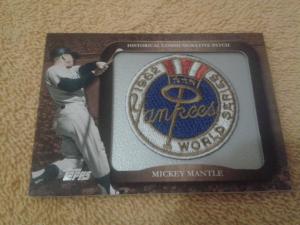 HISTORICAL COMMEMORATIVE PATCH
1962
Yankees
WORLD SERIES
Topps
MICKEY MANTLE